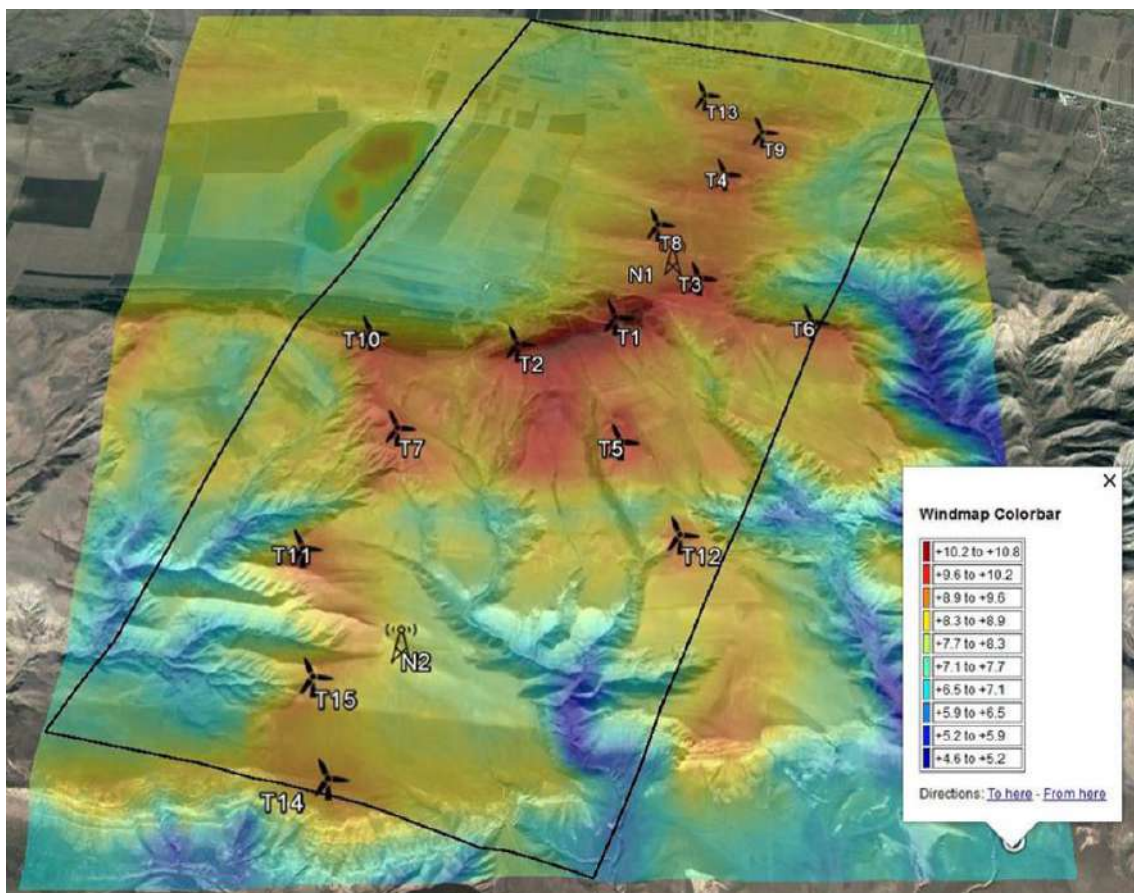 T13
T9
T4
T8
N1
T3
T1
T6
T10
T2
T7
T5
T11
T12
N2
T15
T14
Windmap Colorbar
+10.2 to +10.8
+9.6 to +10.2
+8.9 to +9.6
+8.3 to +8.9
+7.7 to +8.3
+7.1 to +7.7
+6.5 to +7.1
+5.9 to +6.5
+5.2 to +5.9
+4.6 to +5.2
Directions: To here - From here